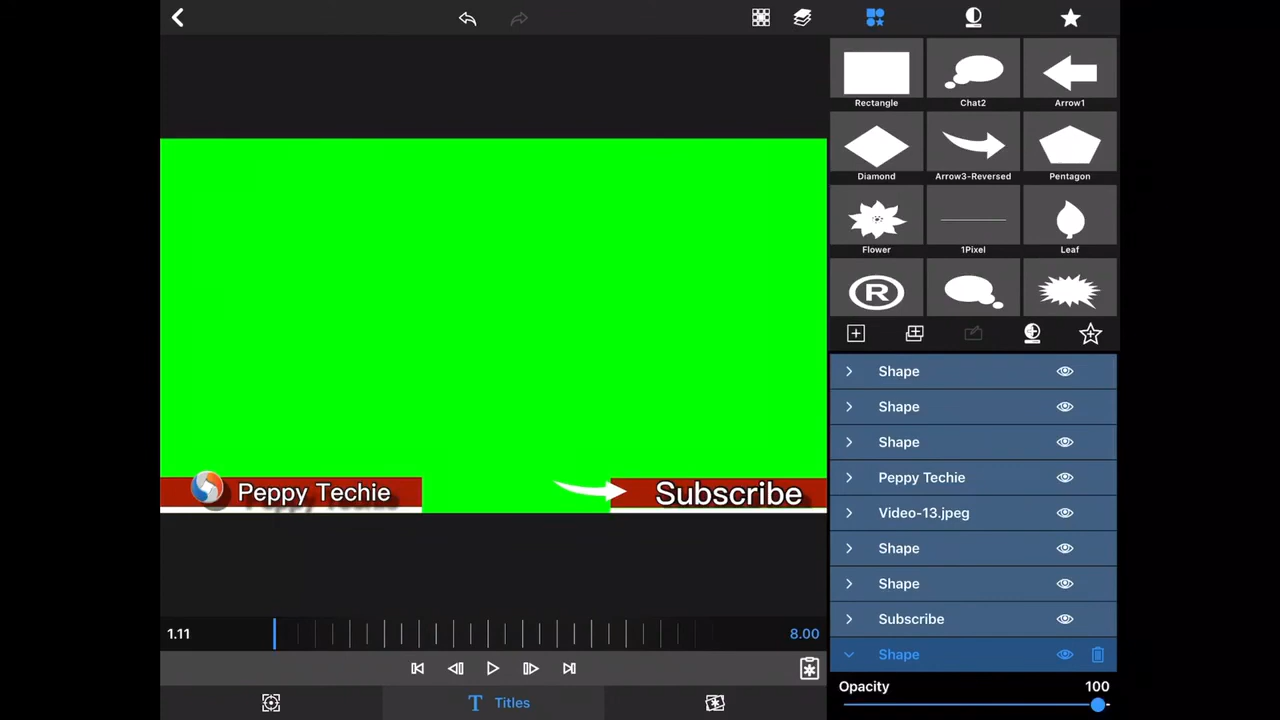 Rectangle
Chat2
Arrow1
Diamond
Arrow3-Reversed
Pentagon
Flower
1Pixel
Leaf
R
Shape
Shape
Shape
Peppy Techie
Video-13.jpeg
Shape
Shape
Subscribe
Shape
Opacity 100
Peppy Techie
Subscribe
1.11
8.00
T Titles